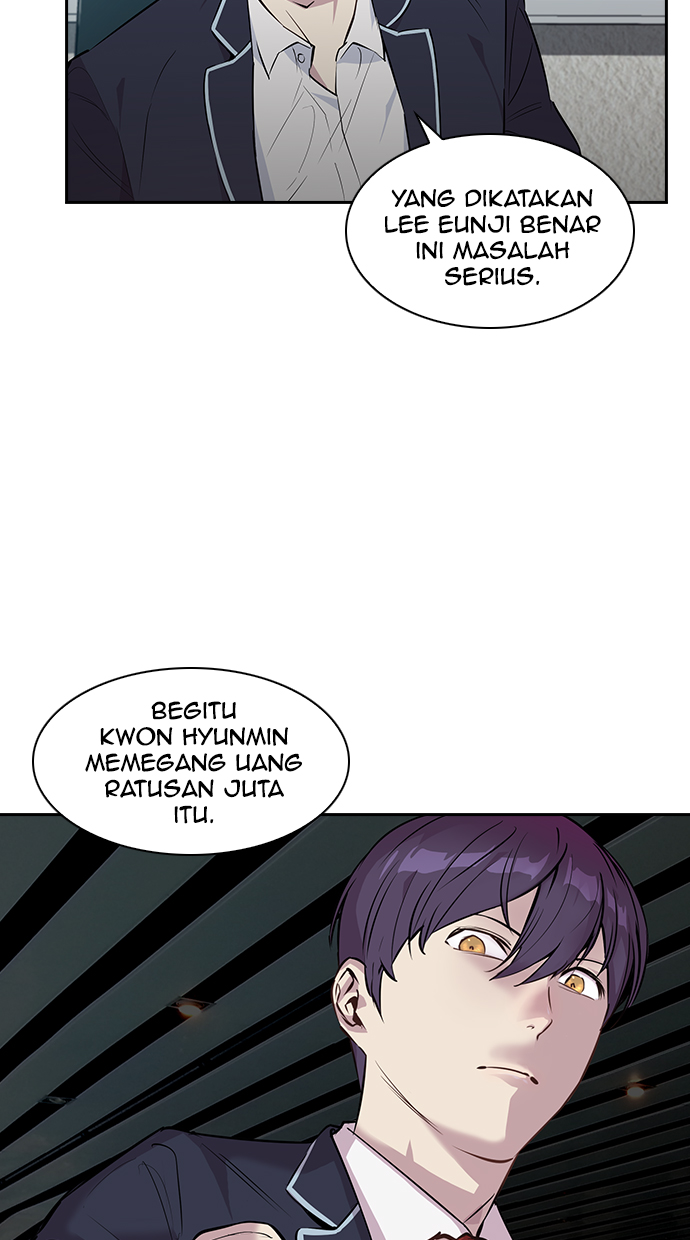 YANG DIKATAKAN
LEE EUNJI BENAR
INI MASALAH
SERIUS.
BEGITU
KWON HYUNMIN
MEMEGANG UANG
RATUSAN JUTA
ITU.